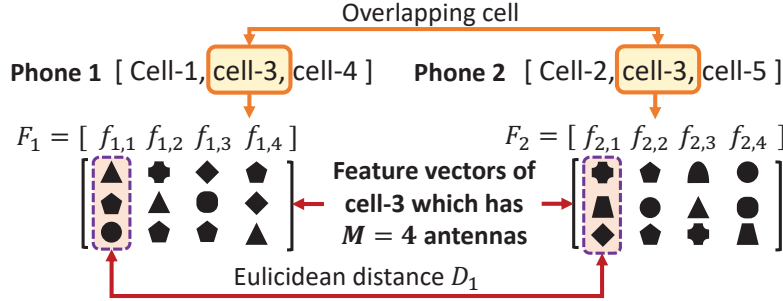 Overlapping cell
Phone 1 [ Cell-1, cell-3, cell-4 ] Phone 2 [ Cell-2, cell-3, cell-5 ]
F₁ = [ f₁,₁ f₁,₂ f₁,₃ f₁,₄ ] F₂ = [ f₂,₁ f₂,₂ f₂,₃ f₂,₄ ]
Feature vectors of
cell-3 which has
M = 4 antennas
Eulicidean distance D₁